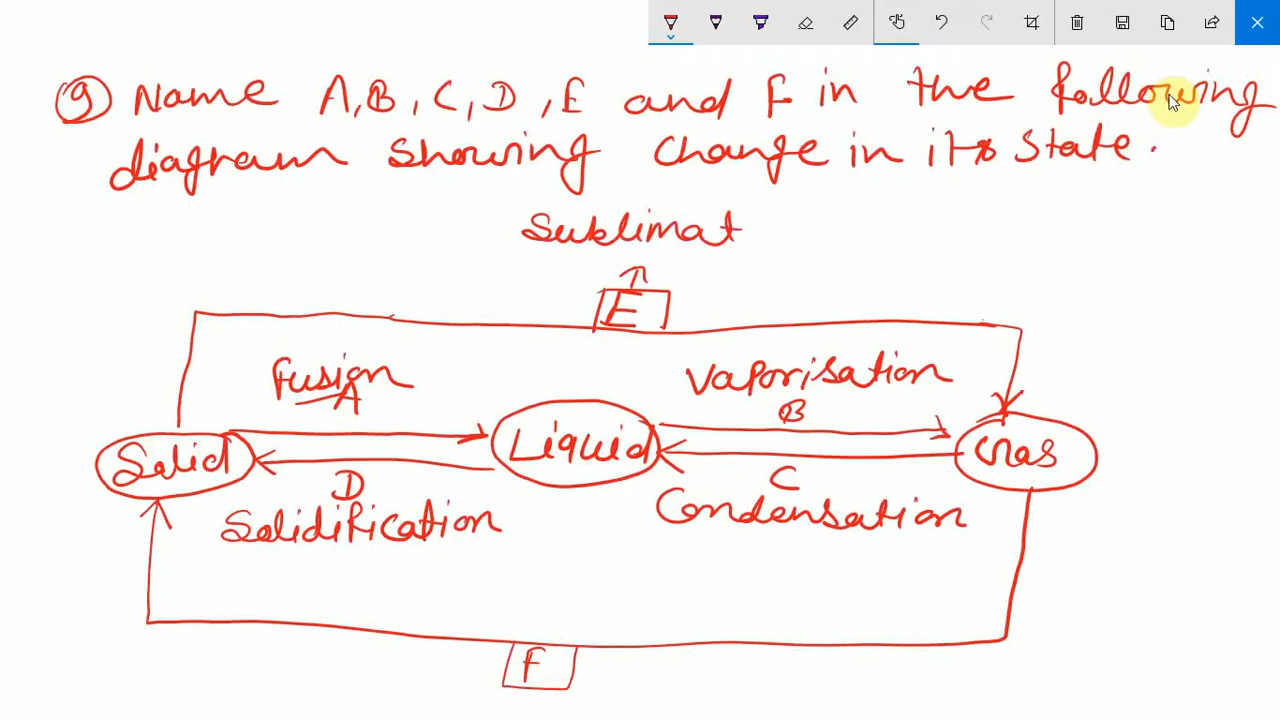 9 Name A, B, C, D, E and F in the following
diagram showing change in its state.
Sublimat
E
Fusion
A
Vaporisation
B
Solid
Liquid
Gas
D
Solidification
C
Condensation
F